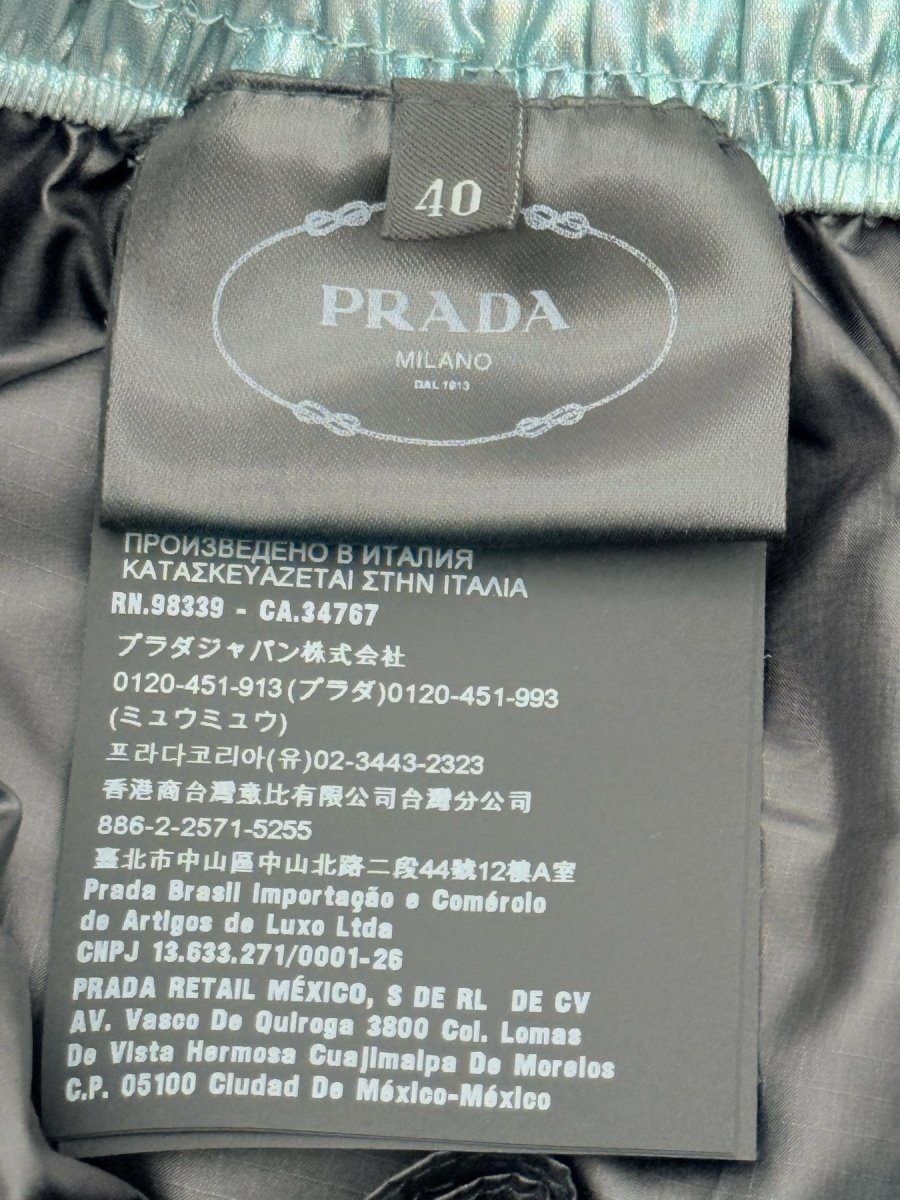 40
PRADA
MILANO
DAL 1913
ПРОИЗВЕДЕНО В ИТАЛИЯ
ΚΑΤΑΣΚΕΥΑΖΕΤΑΙ ΣΤΗΝ ΙΤΑΛΙΑ
RN.98339 - CA.34767
プラダジャパン株式会社
0120-451-913(プラダ)0120-451-993
(ミュウミュウ)
프라다코리아(유)02-3443-2323
香港商台灣意比有限公司台灣分公司
886-2-2571-5255
臺北市中山區中山北路二段44號12樓A室
Prada Brasil Importação e Comércio
de Artigos de Luxo Ltda
CNPJ 13.633.271/0001-26
PRADA RETAIL MÉXICO, S DE RL DE CV
AV. Vasco De Quiroga 3800 Col. Lomas
De Vista Hermosa Cuajimalpa De Morelos
C.P. 05100 Ciudad De México-México